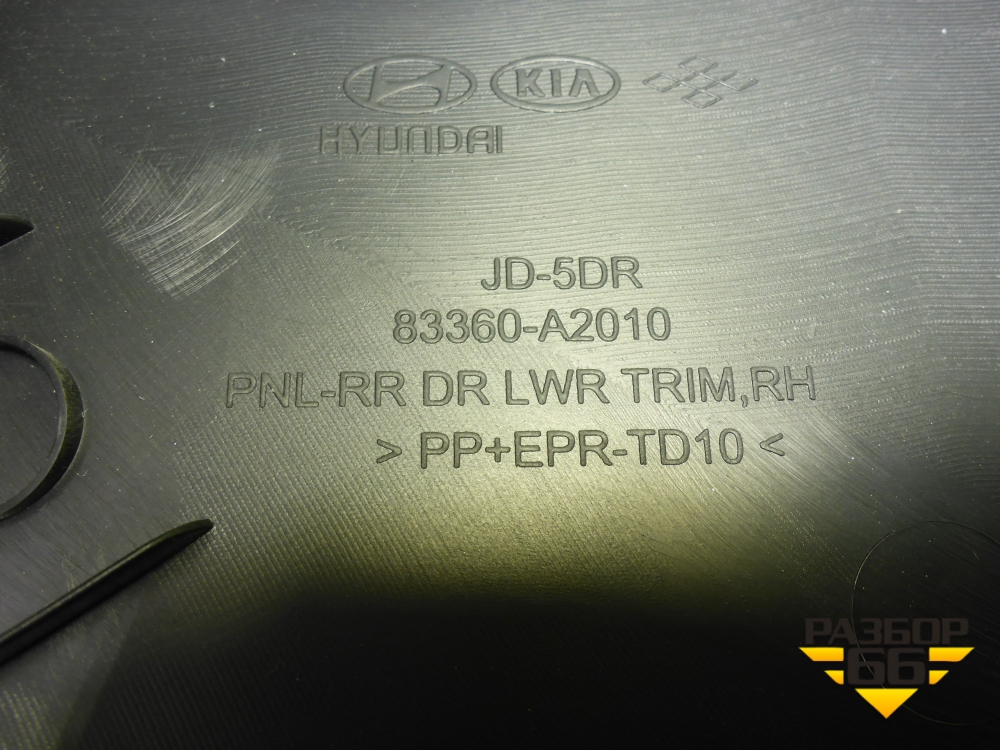 KIA
HYUNDAI
JD-5DR
83360-A2010
PNL-RR DR LWR TRIM,RH
> PP+EPR-TD10 <
РАЗБОР
66